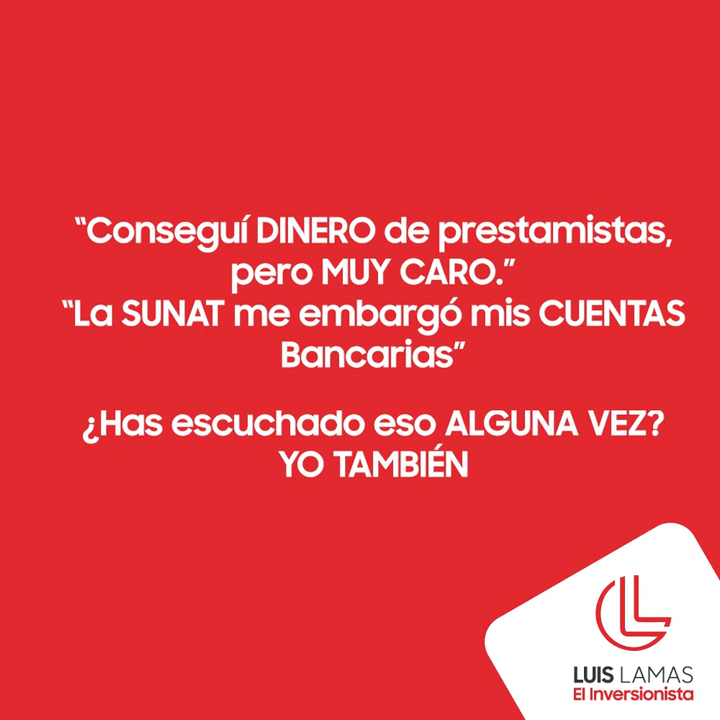 “Conseguí DINERO de prestamistas,
pero MUY CARO.”
“La SUNAT me embargó mis CUENTAS
Bancarias”
¿Has escuchado eso ALGUNA VEZ?
YO TAMBIÉN
LUIS LAMAS
El Inversionista